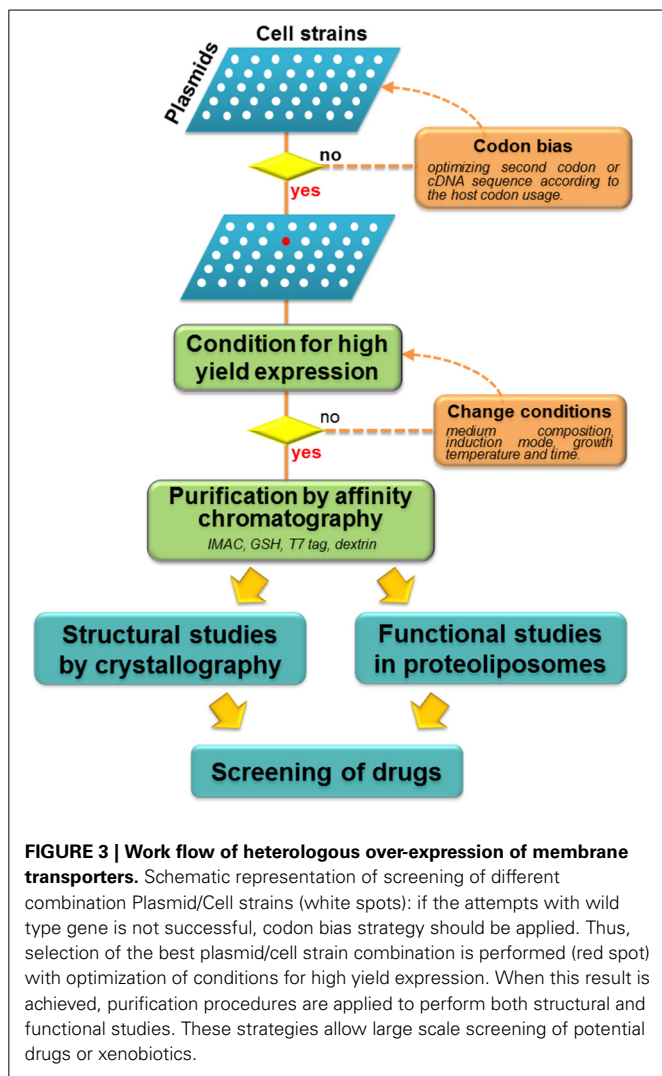 Cell strains
Plasmids
no
Codon bias
optimizing second codon or
cDNA sequence according to
the host codon usage.
yes
Condition for high
yield expression
no
Change conditions
medium composition,
induction mode, growth
temperature and time.
yes
Purification by affinity
chromatography
IMAC, GSH, T7 tag, dextrin
Structural studies
by crystallography
Functional studies
in proteoliposomes
Screening of drugs
FIGURE 3 | Work flow of heterologous over-expression of membrane
transporters. Schematic representation of screening of different
combination Plasmid/Cell strains (white spots): if the attempts with wild
type gene is not successful, codon bias strategy should be applied. Thus,
selection of the best plasmid/cell strain combination is performed (red spot)
with optimization of conditions for high yield expression. When this result is
achieved, purification procedures are applied to perform both structural and
functional studies. These strategies allow large scale screening of potential
drugs or xenobiotics.